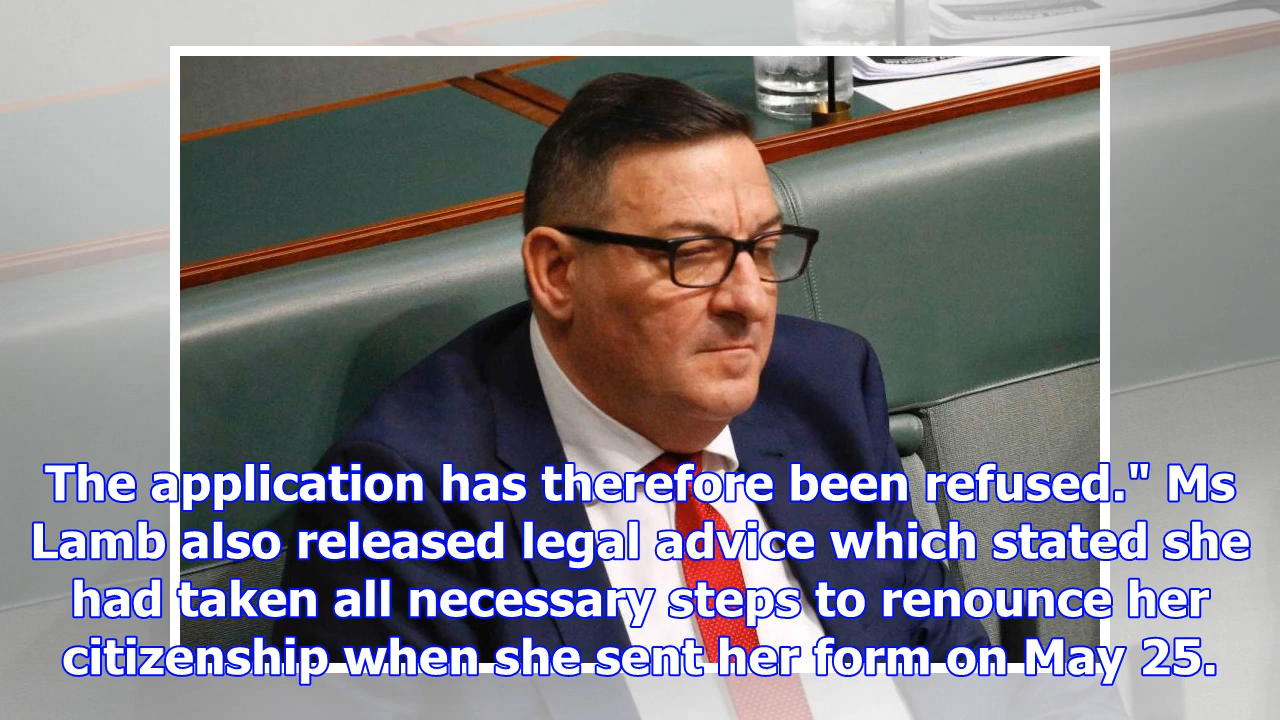 The application has therefore been refused." Ms
Lamb also released legal advice which stated she
had taken all necessary steps to renounce her
citizenship when she sent her form on May 25.